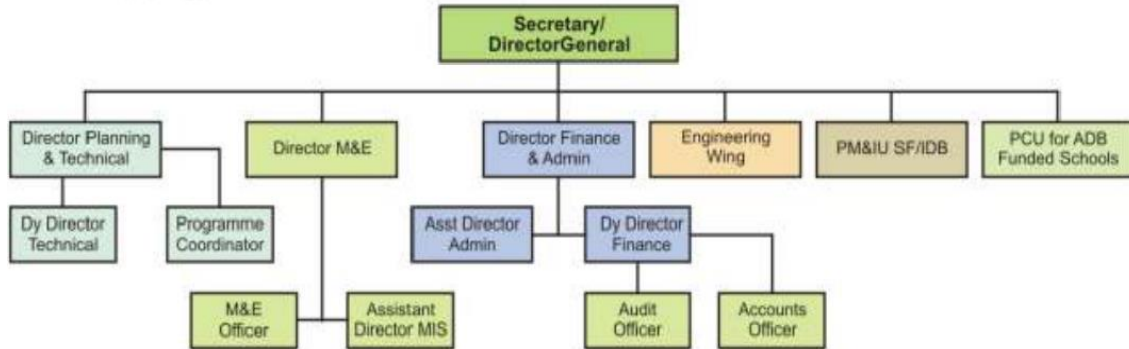 Secretary/
DirectorGeneral
Director Planning
& Technical
Director M&E
Director Finance
& Admin
Engineering
Wing
PM&IU SF/IDB
PCU for ADB
Funded Schools
Dy Director
Technical
Programme
Coordinator
Asst Director
Admin
Dy Director
Finance
M&E
Officer
Assistant
Director MIS
Audit
Officer
Accounts
Officer